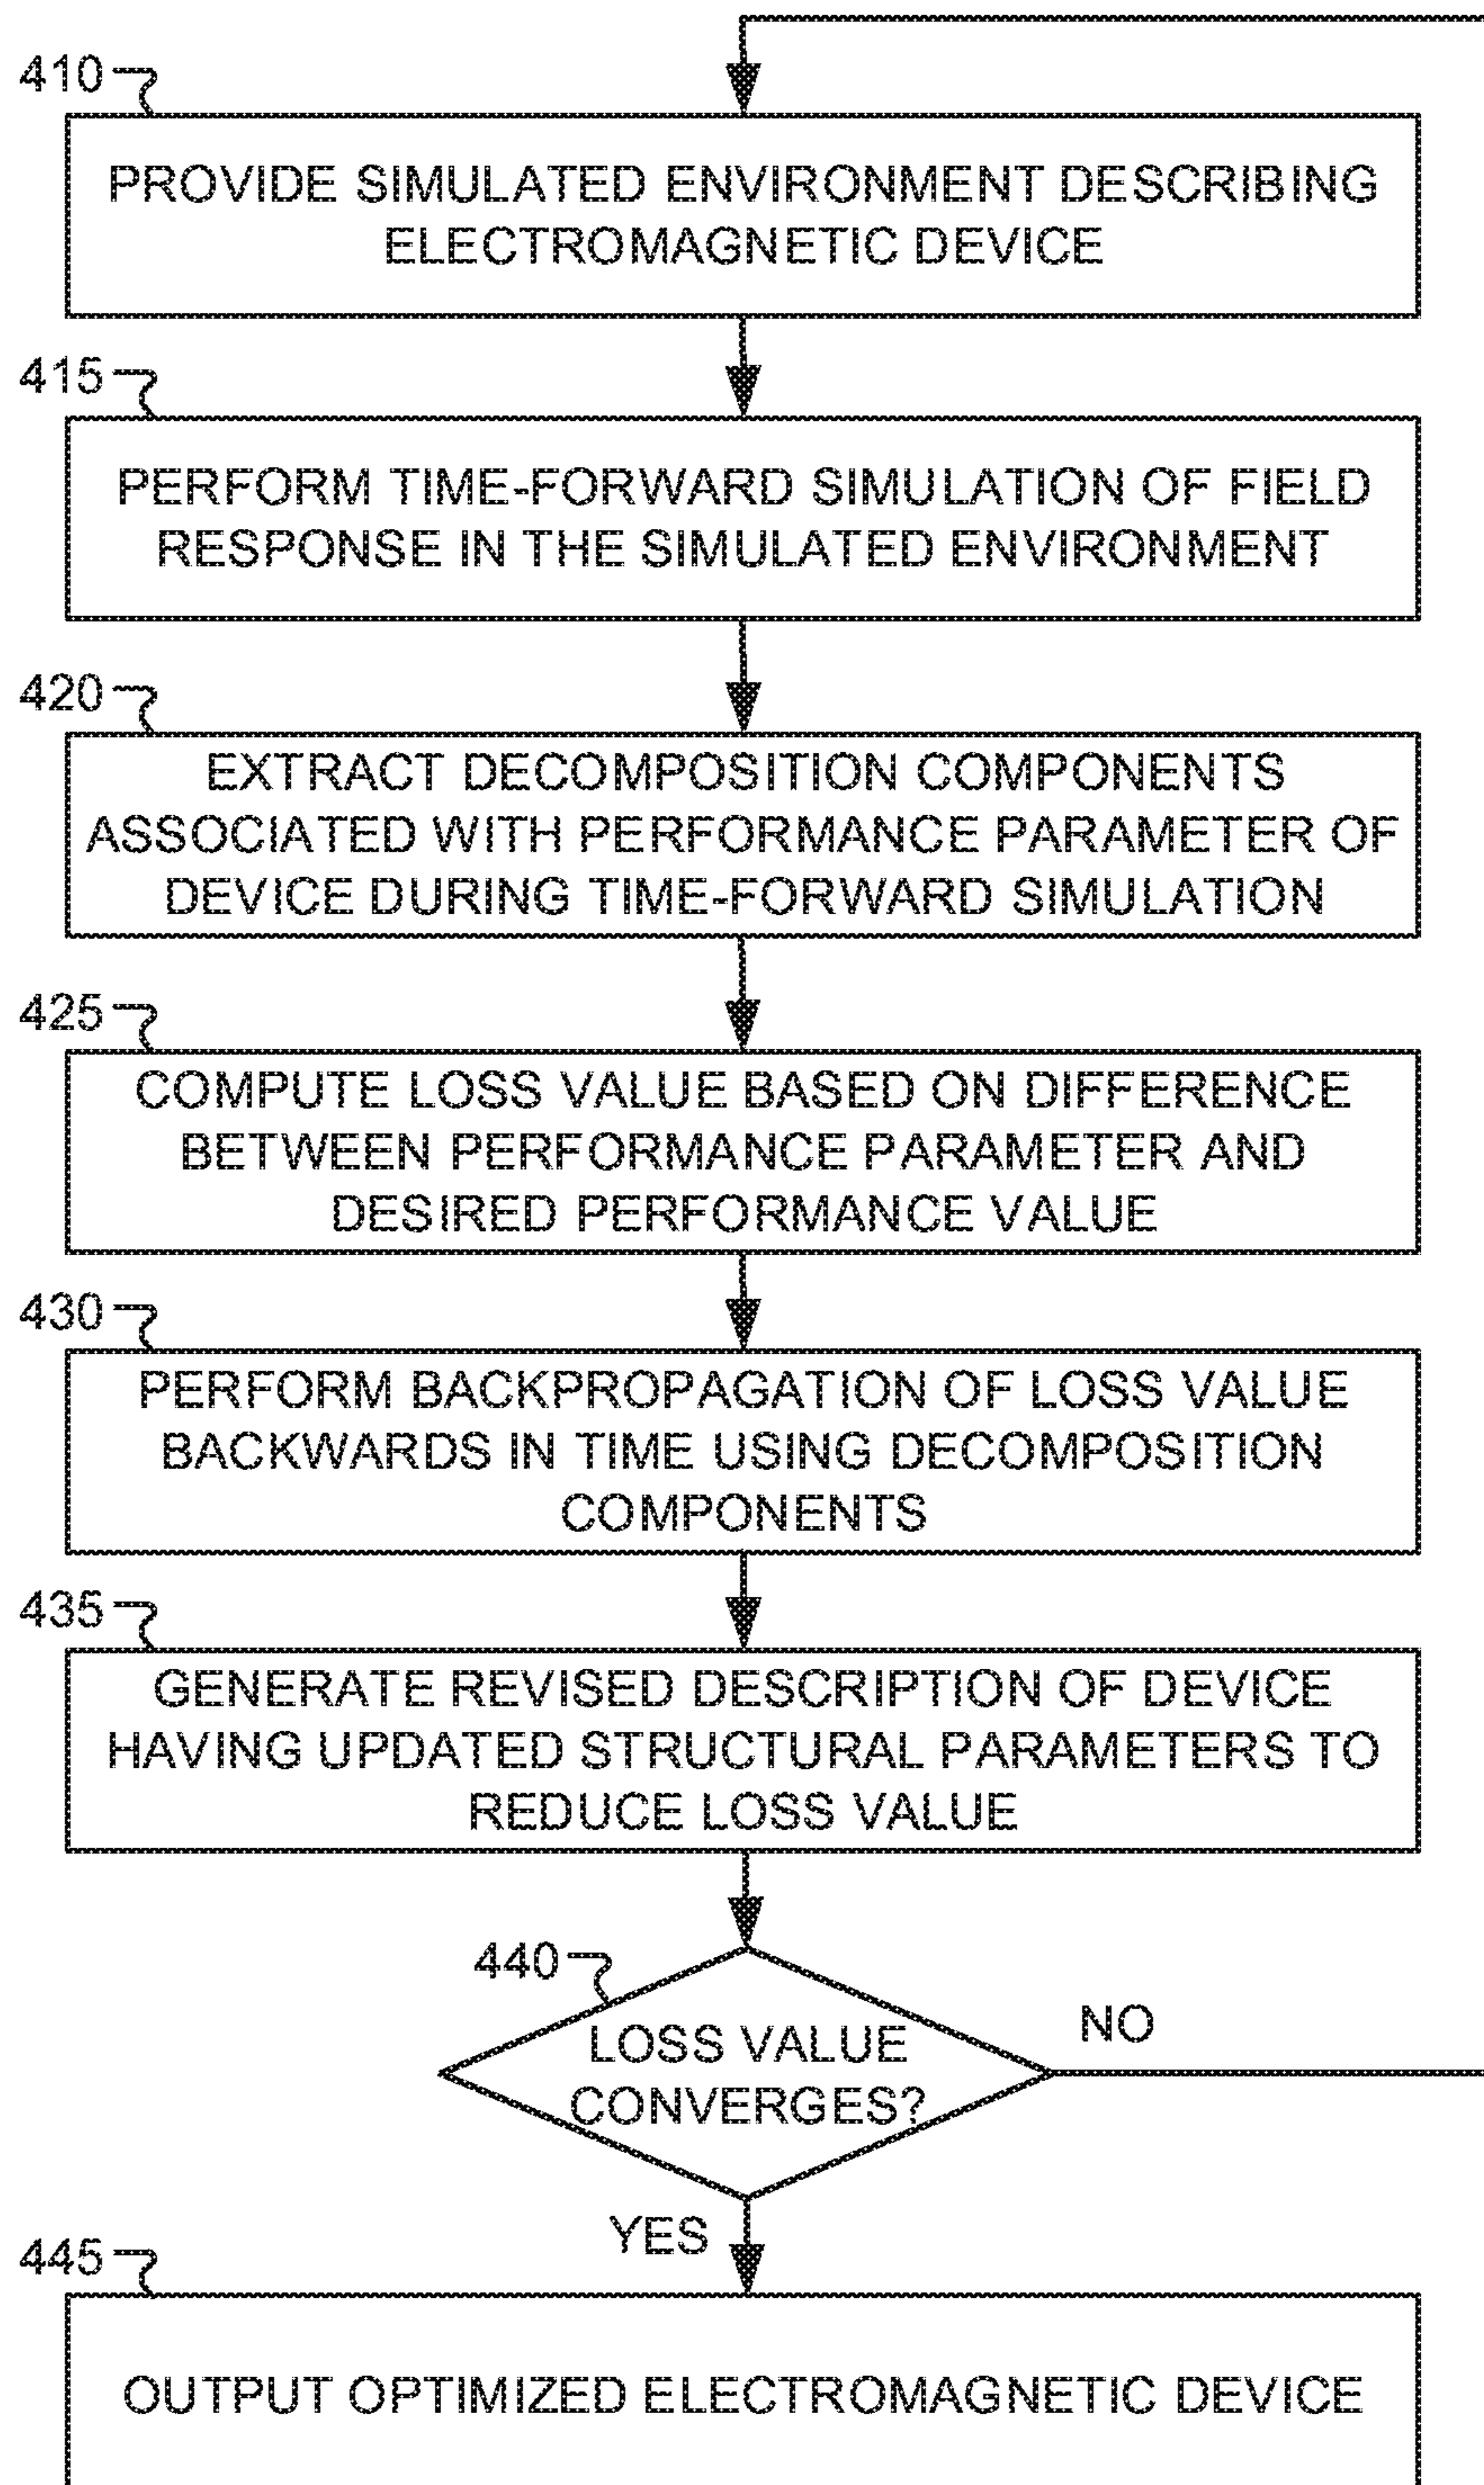 410
PROVIDE SIMULATED ENVIRONMENT DESCRIBING
ELECTROMAGNETIC DEVICE
415
PERFORM TIME-FORWARD SIMULATION OF FIELD
RESPONSE IN THE SIMULATED ENVIRONMENT
420
EXTRACT DECOMPOSITION COMPONENTS
ASSOCIATED WITH PERFORMANCE PARAMETER OF
DEVICE DURING TIME-FORWARD SIMULATION
425
COMPUTE LOSS VALUE BASED ON DIFFERENCE
BETWEEN PERFORMANCE PARAMETER AND
DESIRED PERFORMANCE VALUE
430
PERFORM BACKPROPAGATION OF LOSS VALUE
BACKWARDS IN TIME USING DECOMPOSITION
COMPONENTS
435
GENERATE REVISED DESCRIPTION OF DEVICE
HAVING UPDATED STRUCTURAL PARAMETERS TO
REDUCE LOSS VALUE
440
LOSS VALUE
CONVERGES?
NO
YES
445
OUTPUT OPTIMIZED ELECTROMAGNETIC DEVICE